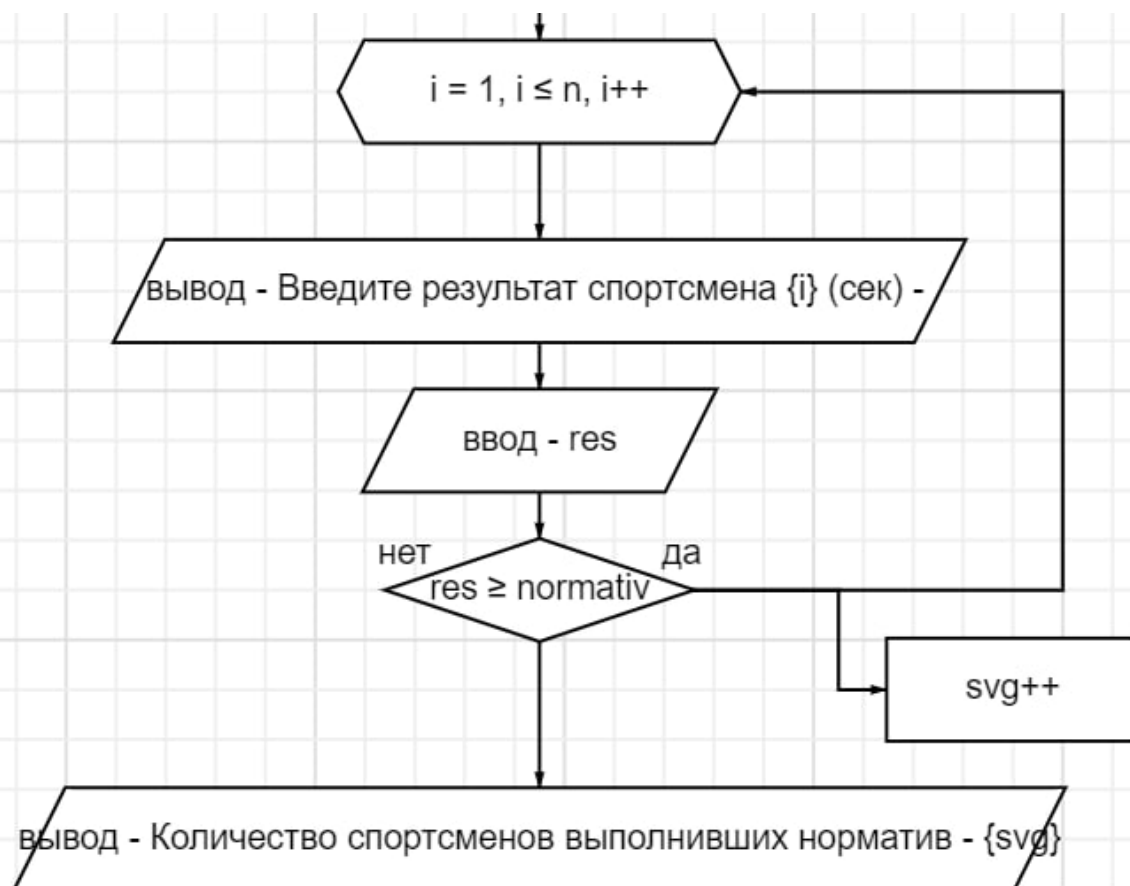 i = 1, i ≤ n, i++
вывод - Введите результат спортсмена {i} (сек) -
ввод - res
нет
да
res ≥ normativ
svg++
вывод - Количество спортсменов выполнивших норматив - {svg}